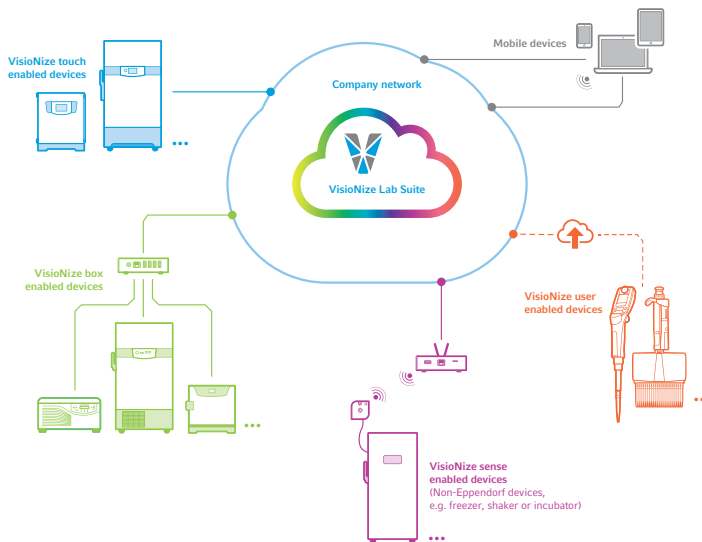 Mobile devices
VisioNize touch
enabled devices
Company network
VisioNize Lab Suite
VisioNize box
enabled devices
VisioNize user
enabled devices
VisioNize sense
enabled devices
(Non-Eppendorf devices,
e.g. freezer, shaker or incubator)